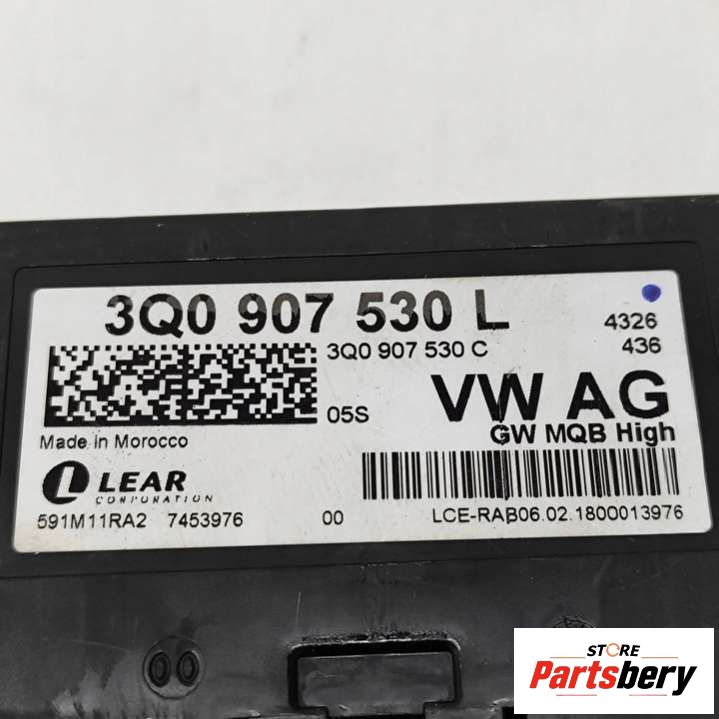 3Q0 907 530 L
4326
3Q0 907 530 C
436
05S
VW AG
Made in Morocco
GW MQB High
LEAR
CORPORATION
591M11RA2 7453976 00 LCE-RAB06.02.1800013976
00
STORE
Partsbery